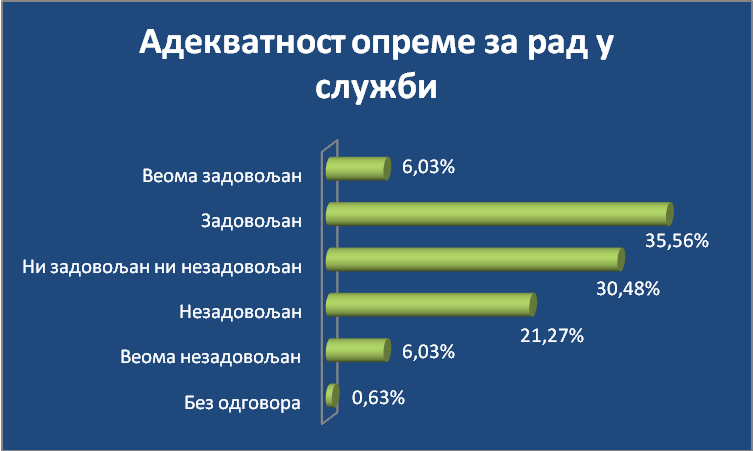 Адекватност опреме за рад у
служби
Веома задовољан
6,03%
Задовољан
35,56%
Ни задовољан ни незадовољан
30,48%
Незадовољан
21,27%
Веома незадовољан
6,03%
Без одговора
0,63%